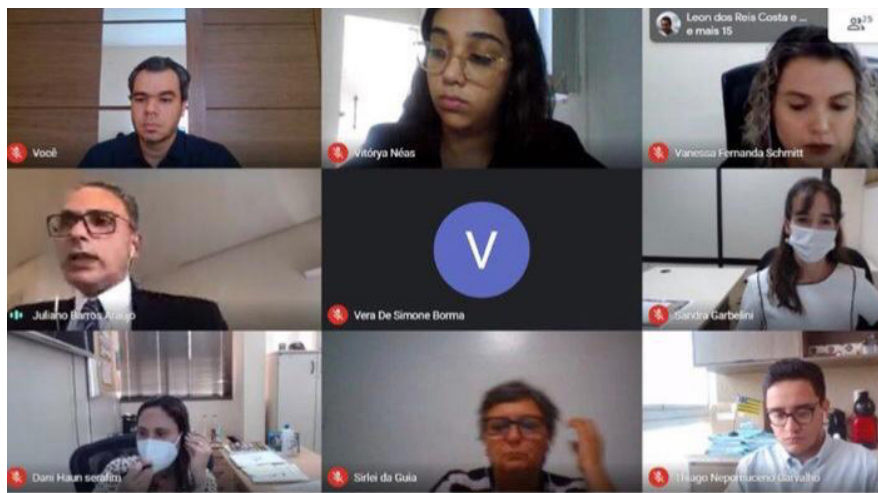 Você
Vitórya Néas
Leon dos Reis Costa e ...
e mais 15
25
Vanessa Fernanda Schmitt
Juliano Barros Araújo
V
Vera De Simone Borma
Sandra Garbelini
Dani Haun serafim
Sirlei da Guia
Thiago Nepomuceno Carvalho